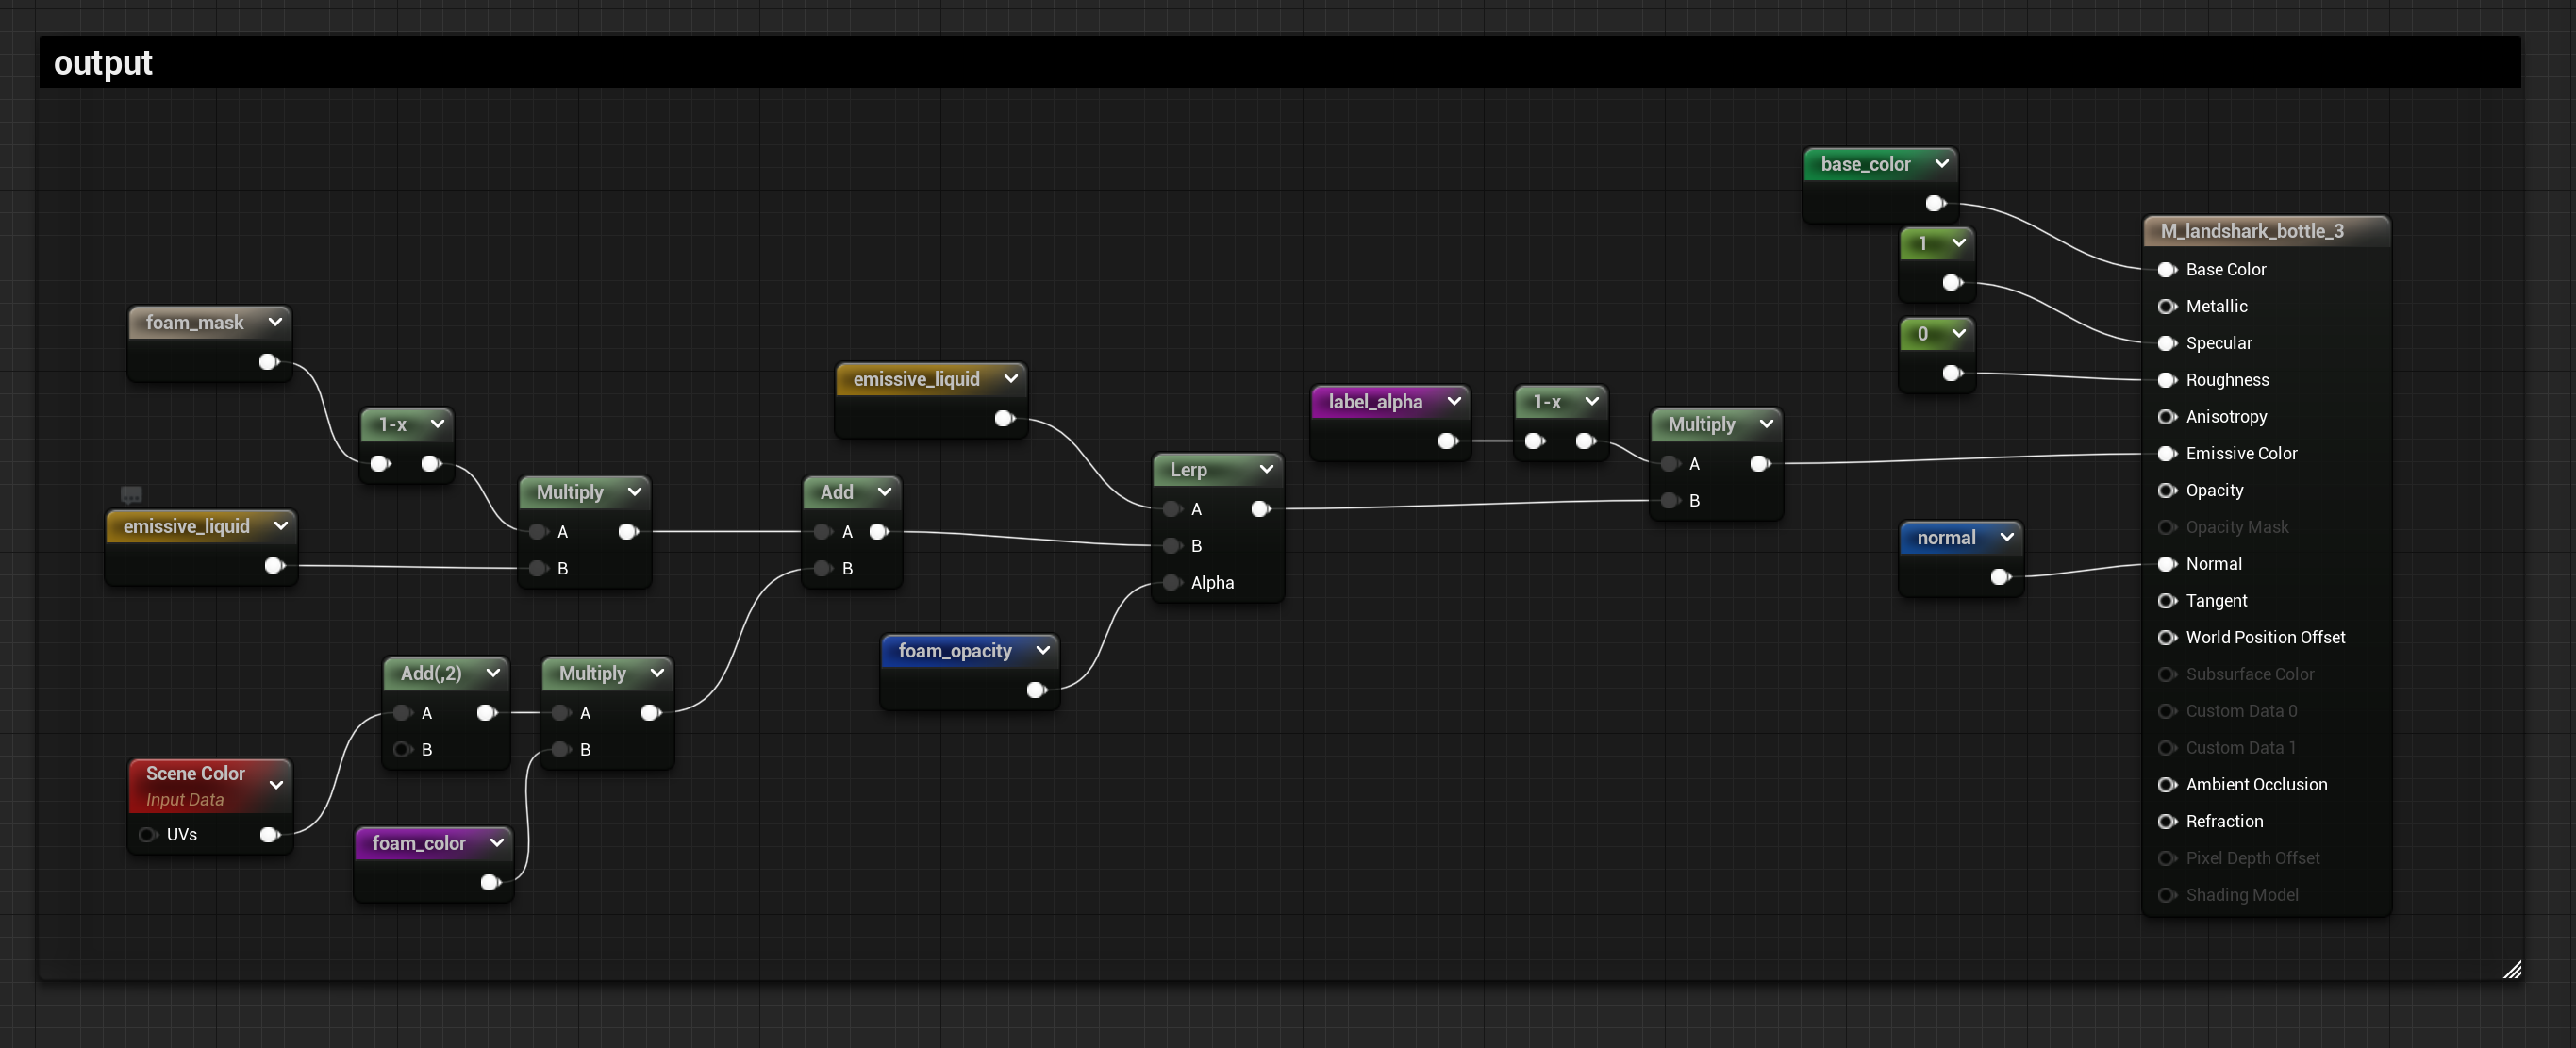 output
base_color
1
0
M_landshark_bottle_3
Base Color
Metallic
Specular
Roughness
Anisotropy
Emissive Color
Opacity
Opacity Mask
Normal
Tangent
World Position Offset
Subsurface Color
Custom Data 0
Custom Data 1
Ambient Occlusion
Refraction
Pixel Depth Offset
Shading Model
foam_mask
1-x
emissive_liquid
Multiply
A
B
Add
A
B
emissive_liquid
Lerp
A
B
Alpha
label_alpha
1-x
Multiply
A
B
normal
foam_opacity
Add(,2)
A
B
Multiply
A
B
Scene Color
Input Data
UVs
foam_color